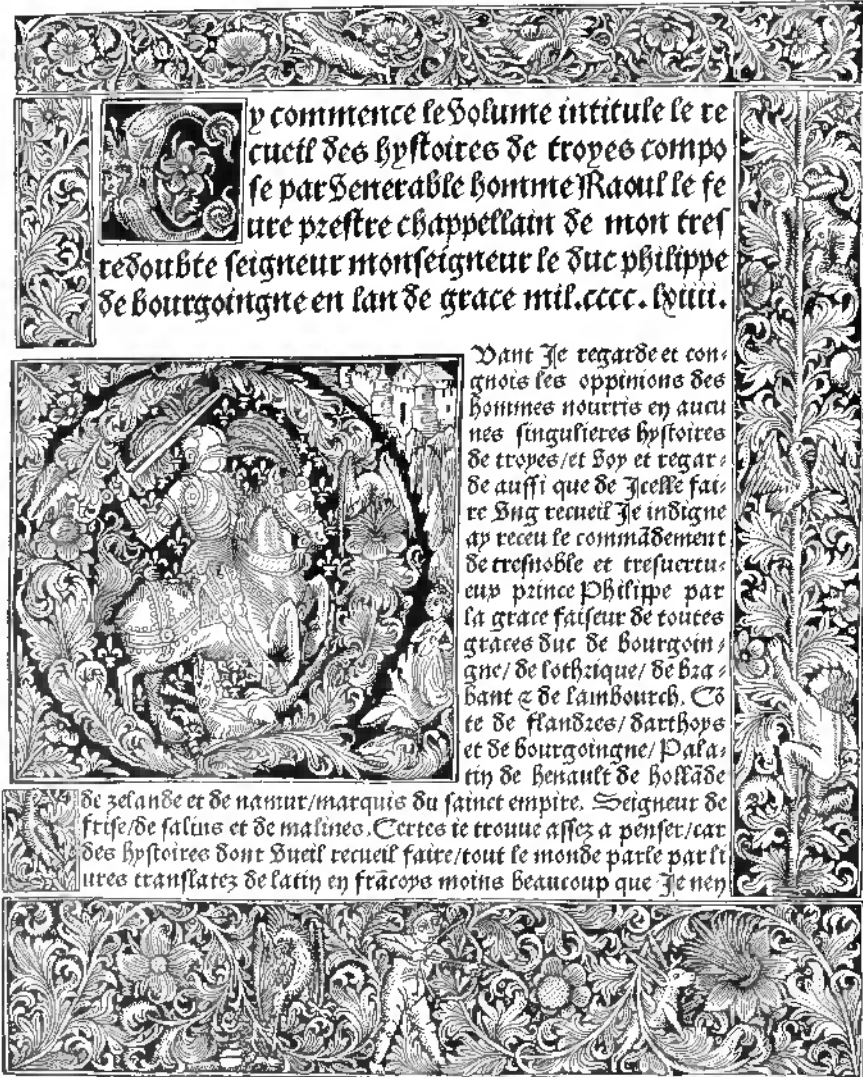 Cy commence le volume intitule le re
cueil des hystoires de troyes compo
se par venerable homme Raoul le fe
ure prestre chappellain de mon tres
redoubte seigneur monseigneur le duc philippe
de bourgoingne en lan de grace mil.cccc.lxiiii.
Quant Je regarde et con-
gnois les oppinions des
hommes nourris en aucu
nes singulieres hystoires
de troyes/et voy et regar-
de aussi que de Icelle fai-
re vng recueil Je indigne
ay receu le commādement
de tresnoble et tresuertu-
eux prince Philippe par
la grace faiseur de toutes
graces duc de bourgoin-
gne/ de lothrique/ de bra-
bant ⁊ de lambourch. Cō
te de flandres/ darthoys
et de bourgoingne/ Pala-
tin de henault de hollāde
de zelande et de namur/marquis du sainct empire. Seigneur de
frise/de salins et de malines. Certes ie trouue assez a penser/car
des hystoires dont vueil recueil faire/tout le monde parle par li
ures translatez de latin en frācoys moins beaucoup que Je nen